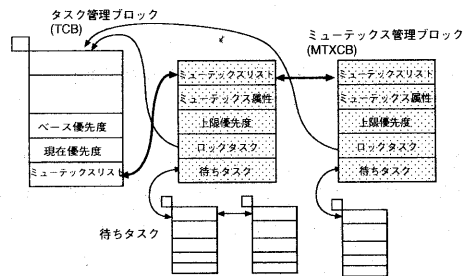 タスク管理ブロック
(TCB)
ミューテックス管理ブロック
(MTXCB)
ベース優先度
現在優先度
ミューテックスリスト
ミューテックスリスト
ミューテックス属性
上限優先度
ロックタスク
待ちタスク
ミューテックスリスト
ミューテックス属性
上限優先度
ロックタスク
待ちタスク
待ちタスク